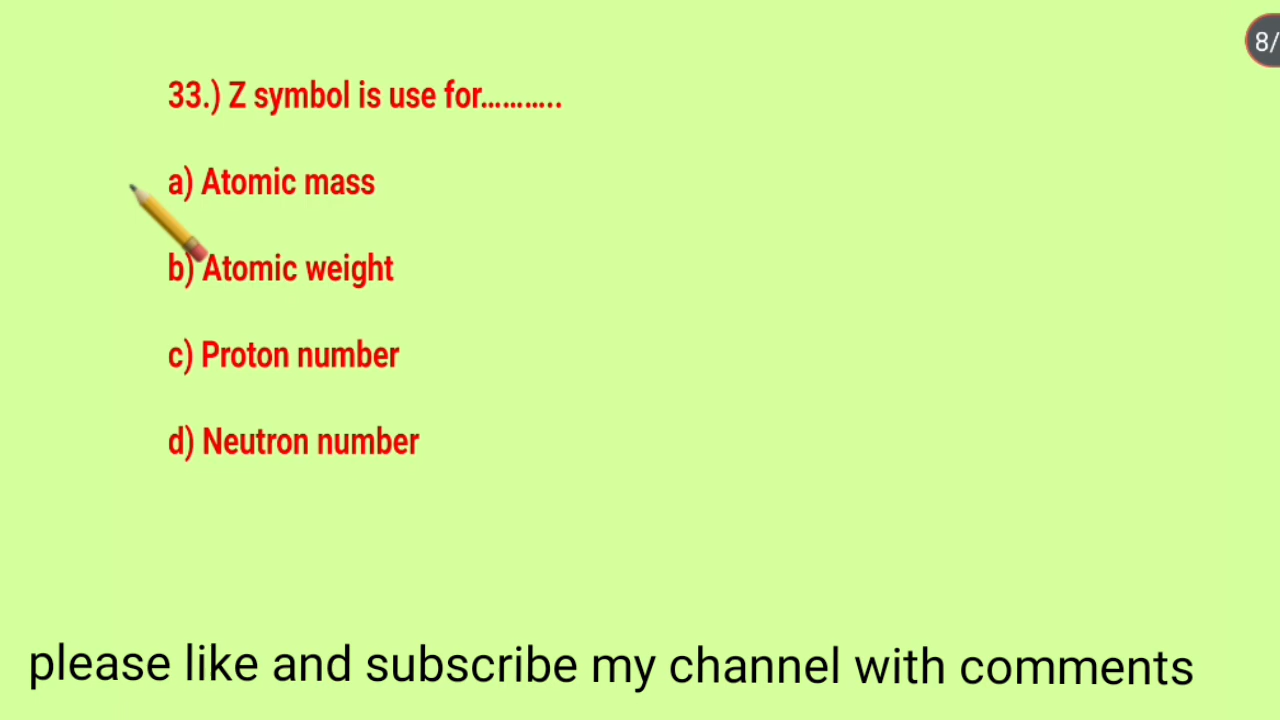 8/
33.) Z symbol is use for...........
a) Atomic mass
b) Atomic weight
c) Proton number
d) Neutron number
please like and subscribe my channel with comments